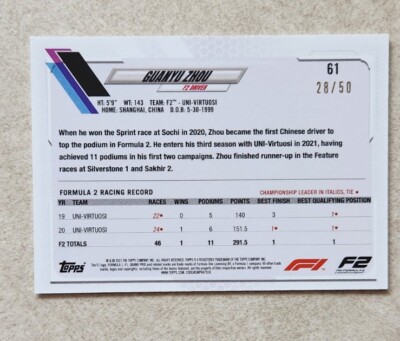 61
GUANYU ZHOU
28/50
F2 DRIVER
HT: 5'9" WT: 143 TEAM: F2™ - UNI-VIRTUOSI
HOME: SHANGHAI, CHINA D.O.B: 5-30-1999
When he won the Sprint race at Sochi in 2020, Zhou became the first Chinese driver to
top the podium in Formula 2. He enters his third season with UNI-Virtuosi in 2021, having
achieved 11 podiums in his first two campaigns. Zhou finished runner-up in the Feature
races at Silverstone 1 and Sakhir 2.
FORMULA 2 RACING RECORD CHAMPIONSHIP LEADER IN ITALICS, TIE ♦
YR TEAM RACES WINS PODIUMS POINTS BEST FINISH BEST QUALIFYING POSITION
19 UNI-VIRTUOSI 22♦ 0 5 140 3 1♦
20 UNI-VIRTUOSI 24♦ 1 6 151.5 1♦ 1♦
F2 TOTALS 46 1 11 291.5 1 1
Topps
F1
F2